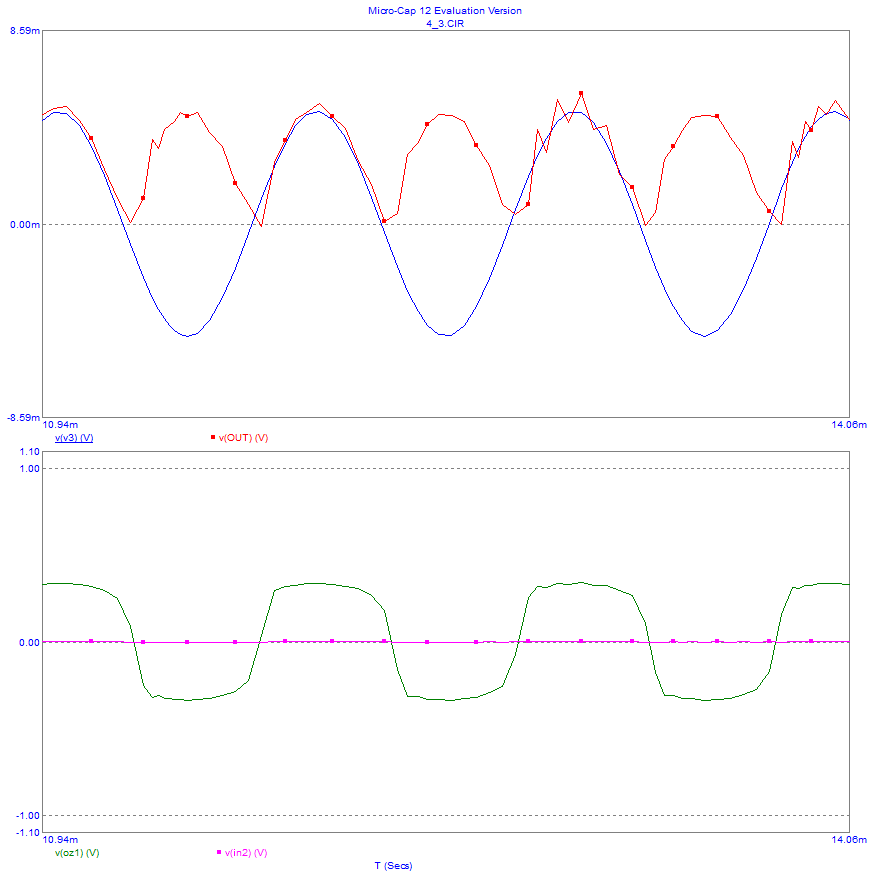 Micro-Cap 12 Evaluation Version
4_3.CIR
8.59m
0.00m
-8.59m
10.94m 14.06m
v(v3) (V) v(OUT) (V)
1.10
1.00
0.00
-1.00
-1.10
10.94m 14.06m
v(oz1) (V) v(in2) (V)
T (Secs)